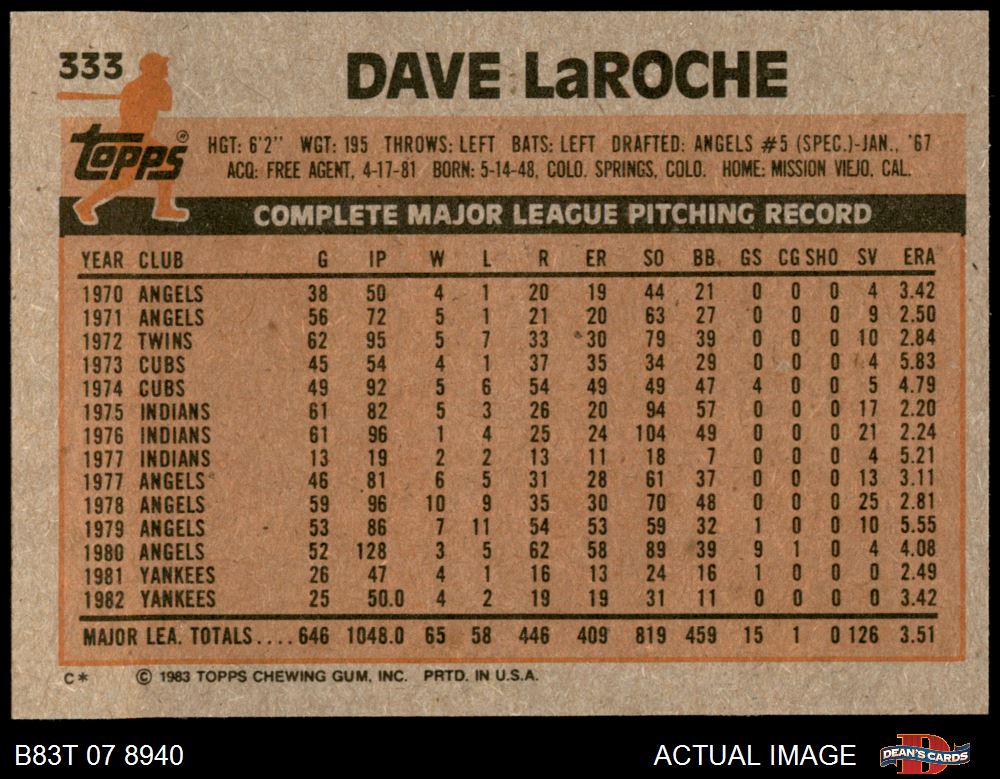 333
DAVE LaROCHE
Topps®
HGT: 6'2" WGT: 195 THROWS: LEFT BATS: LEFT DRAFTED: ANGELS #5 (SPEC.)-JAN., '67
ACQ: FREE AGENT, 4-17-81 BORN: 5-14-48, COLO. SPRINGS, COLO. HOME: MISSION VIEJO, CAL.
COMPLETE MAJOR LEAGUE PITCHING RECORD
YEAR CLUB G IP W L R ER SO BB GS CG SHO SV ERA
1970 ANGELS 38 50 4 1 20 19 44 21 0 0 0 4 3.42
1971 ANGELS 56 72 5 1 21 20 63 27 0 0 0 9 2.50
1972 TWINS 62 95 5 7 33 30 79 39 0 0 0 10 2.84
1973 CUBS 45 54 4 1 37 35 34 29 0 0 0 4 5.83
1974 CUBS 49 92 5 6 54 49 49 47 4 0 0 5 4.79
1975 INDIANS 61 82 5 3 26 20 94 57 0 0 0 17 2.20
1976 INDIANS 61 96 1 4 25 24 104 49 0 0 0 21 2.24
1977 INDIANS 13 19 2 2 13 11 18 7 0 0 0 4 5.21
1977 ANGELS 46 81 6 5 31 28 61 37 0 0 0 13 3.11
1978 ANGELS 59 96 10 9 35 30 70 48 0 0 0 25 2.81
1979 ANGELS 53 86 7 11 54 53 59 32 1 0 0 10 5.55
1980 ANGELS 52 128 3 5 62 58 89 39 9 1 0 4 4.08
1981 YANKEES 26 47 4 1 16 13 24 16 1 0 0 0 2.49
1982 YANKEES 25 50.0 4 2 19 19 31 11 0 0 0 0 3.42
MAJOR LEA. TOTALS.... 646 1048.0 65 58 446 409 819 459 15 1 0 126 3.51
C* © 1983 TOPPS CHEWING GUM, INC. PRTD. IN U.S.A.
B83T 07 8940 ACTUAL IMAGE DEAN'S CARDS